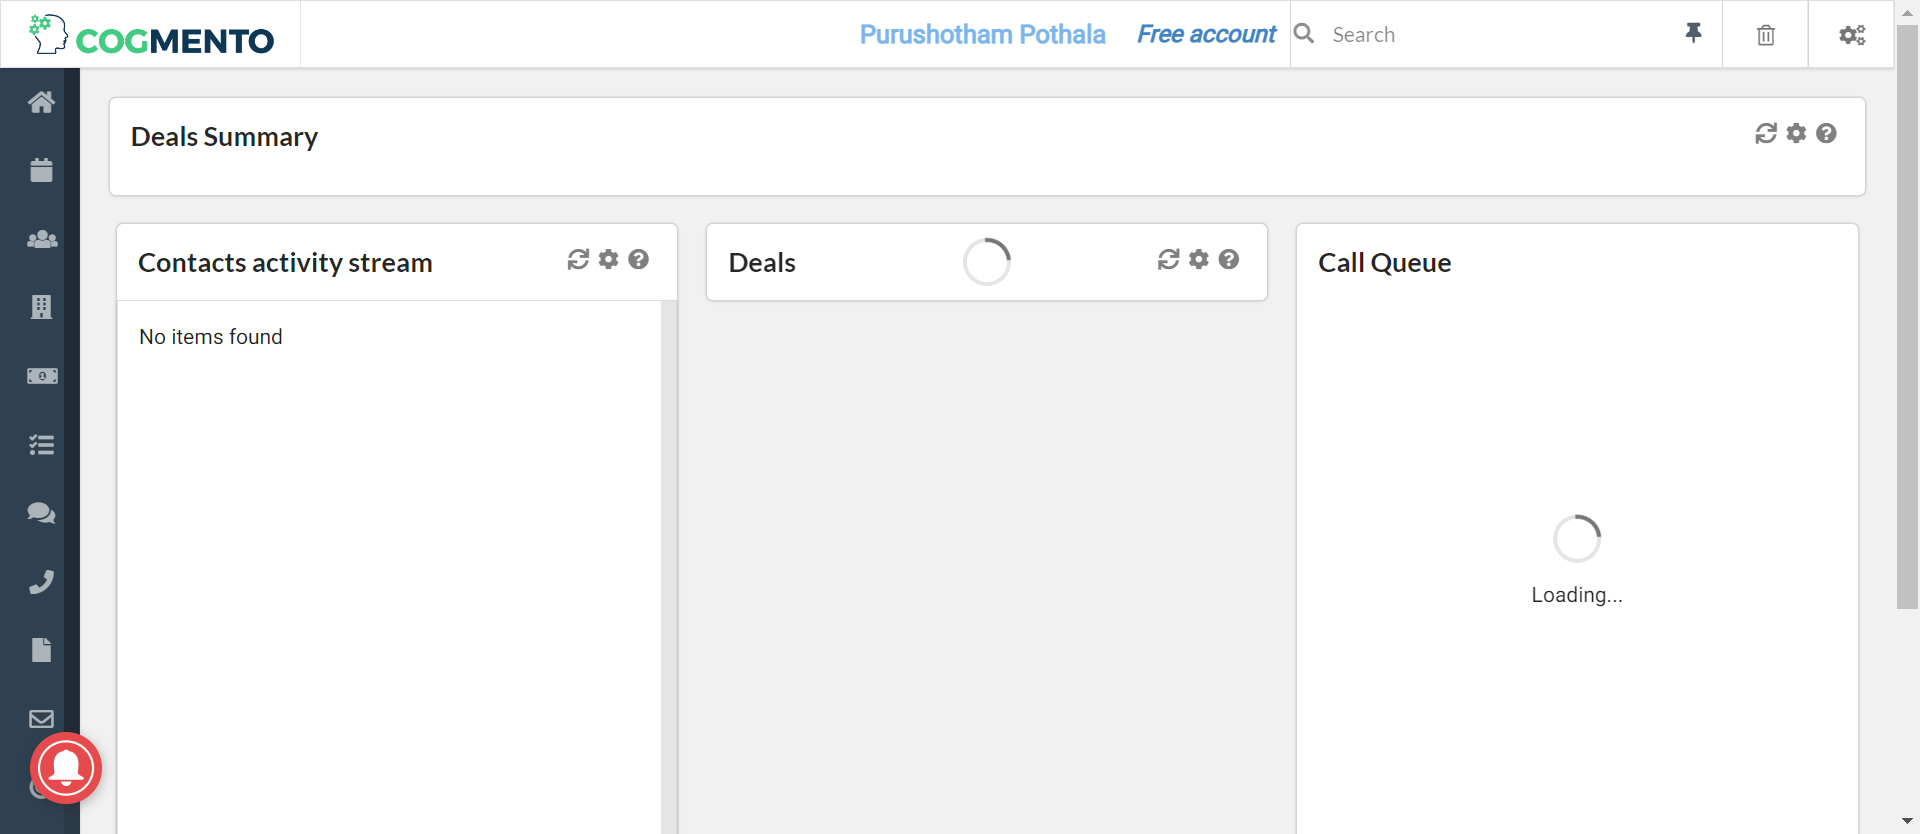 COGMENTO
Purushotham Pothala
Free account
Search
Deals Summary
Contacts activity stream
Deals
Call Queue
No items found
Loading...